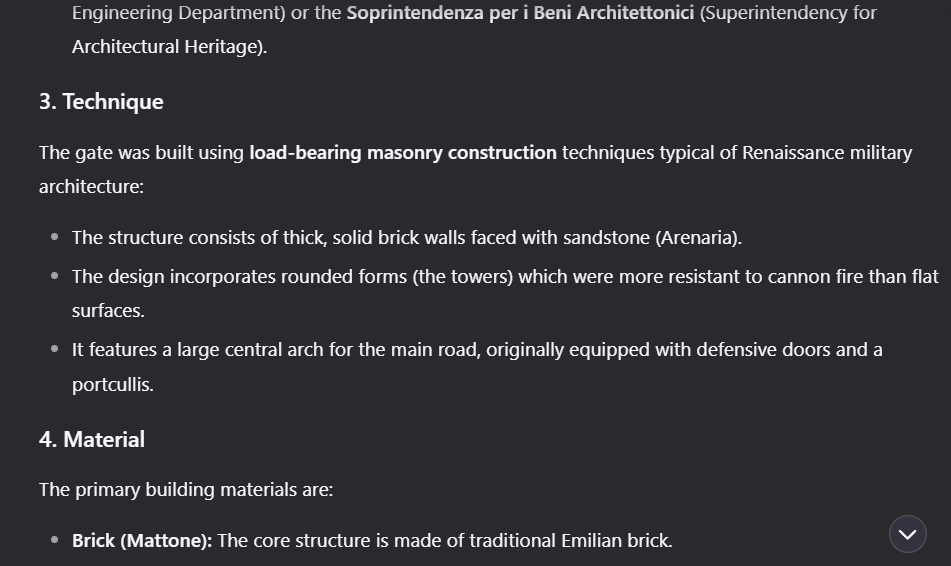 Engineering Department) or the Soprintendenza per i Beni Architettonici (Superintendency for
Architectural Heritage).
3. Technique
The gate was built using load-bearing masonry construction techniques typical of Renaissance military
architecture:
• The structure consists of thick, solid brick walls faced with sandstone (Arenaria).
• The design incorporates rounded forms (the towers) which were more resistant to cannon fire than flat
surfaces.
• It features a large central arch for the main road, originally equipped with defensive doors and a
portcullis.
4. Material
The primary building materials are:
• Brick (Mattone): The core structure is made of traditional Emilian brick.